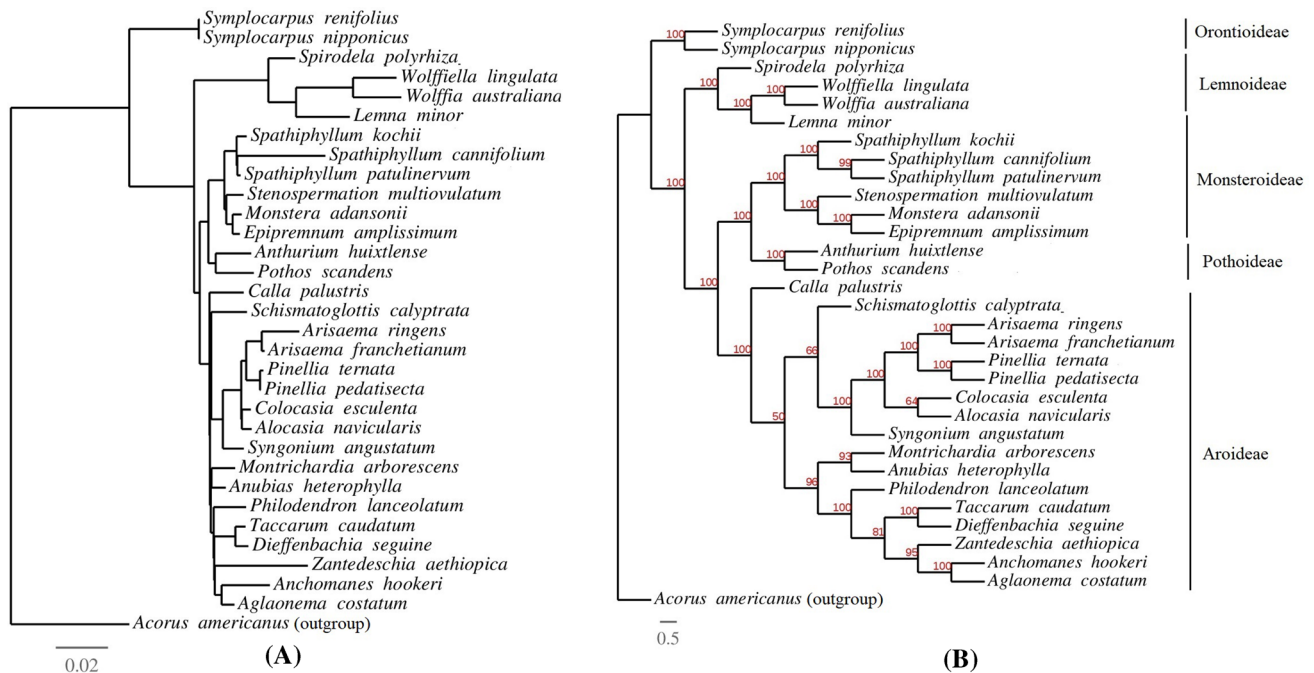 Symplocarpus renifolius
Symplocarpus nipponicus
Spirodela polyrhiza
Wolffiella lingulata
Wolffia australiana
Lemna minor
Spathiphyllum kochii
Spathiphyllum cannifolium
Spathiphyllum patulinervum
Stenospermation multiovulatum
Monstera adansonii
Epipremnum amplissimum
Anthurium huixtlense
Pothos scandens
Calla palustris
Schismatoglottis calyptrata
Arisaema ringens
Arisaema franchetianum
Pinellia ternata
Pinellia pedatisecta
Colocasia esculenta
Alocasia navicularis
Syngonium angustatum
Montrichardia arborescens
Anubias heterophylla
Philodendron lanceolatum
Taccarum caudatum
Dieffenbachia seguine
Zantedeschia aethiopica
Anchomanes hookeri
Aglaonema costatum
Acorus americanus (outgroup)
0.02
(A)
100 Symplocarpus renifolius
Symplocarpus nipponicus
Orontioideae
Spirodela polyrhiza
100
100 Wolffiella lingulata
Lemnoideae
100 Wolffia australiana
Lemna minor
Spathiphyllum kochii
100
99 Spathiphyllum cannifolium
100 Spathiphyllum patulinervum
Monsteroideae
100
Stenospermation multiovulatum
100
100 Monstera adansonii
100
Epipremnum amplissimum
100 Anthurium huixtlense
Pothos scandens
Pothoideae
100
Calla palustris
Schismatoglottis calyptrata
100 Arisaema ringens
100 Arisaema franchetianum
66
100
100 Pinellia ternata
Pinellia pedatisecta
100
100
64 Colocasia esculenta
Alocasia navicularis
50
Syngonium angustatum
93 Montrichardia arborescens
Aroideae
Anubias heterophylla
96
Philodendron lanceolatum
100
100 Taccarum caudatum
81 Dieffenbachia seguine
95 Zantedeschia aethiopica
100 Anchomanes hookeri
Aglaonema costatum
Acorus americanus (outgroup)
0.5
(B)